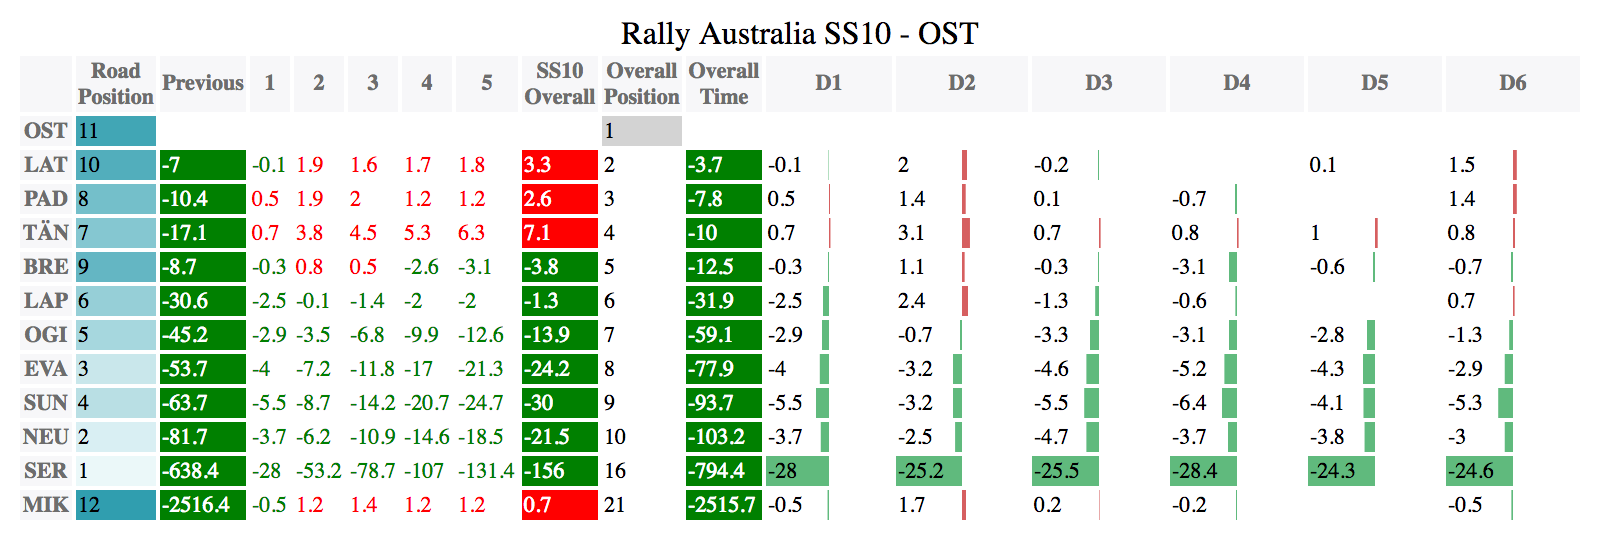 Rally Australia SS10 - OST
Road Position Previous 1 2 3 4 5 SS10 Overall Overall Position Overall Time D1 D2 D3 D4 D5 D6
OST 11 1
LAT 10 -7 -0.1 1.9 1.6 1.7 1.8 3.3 2 -3.7 -0.1 2 -0.2 0.1 1.5
PAD 8 -10.4 0.5 1.9 2 1.2 1.2 2.6 3 -7.8 0.5 1.4 0.1 -0.7 1.4
TÄN 7 -17.1 0.7 3.8 4.5 5.3 6.3 7.1 4 -10 0.7 3.1 0.7 0.8 1 0.8
BRE 9 -8.7 -0.3 0.8 0.5 -2.6 -3.1 -3.8 5 -12.5 -0.3 1.1 -0.3 -3.1 -0.6 -0.7
LAP 6 -30.6 -2.5 -0.1 -1.4 -2 -2 -1.3 6 -31.9 -2.5 2.4 -1.3 -0.6 0.7
OGI 5 -45.2 -2.9 -3.5 -6.8 -9.9 -12.6 -13.9 7 -59.1 -2.9 -0.7 -3.3 -3.1 -2.8 -1.3
EVA 3 -53.7 -4 -7.2 -11.8 -17 -21.3 -24.2 8 -77.9 -4 -3.2 -4.6 -5.2 -4.3 -2.9
SUN 4 -63.7 -5.5 -8.7 -14.2 -20.7 -24.7 -30 9 -93.7 -5.5 -3.2 -5.5 -6.4 -4.1 -5.3
NEU 2 -81.7 -3.7 -6.2 -10.9 -14.6 -18.5 -21.5 10 -103.2 -3.7 -2.5 -4.7 -3.7 -3.8 -3
SER 1 -638.4 -28 -53.2 -78.7 -107 -131.4 -156 16 -794.4 -28 -25.2 -25.5 -28.4 -24.3 -24.6
MIK 12 -2516.4 -0.5 1.2 1.4 1.2 1.2 0.7 21 -2515.7 -0.5 1.7 0.2 -0.2 -0.5